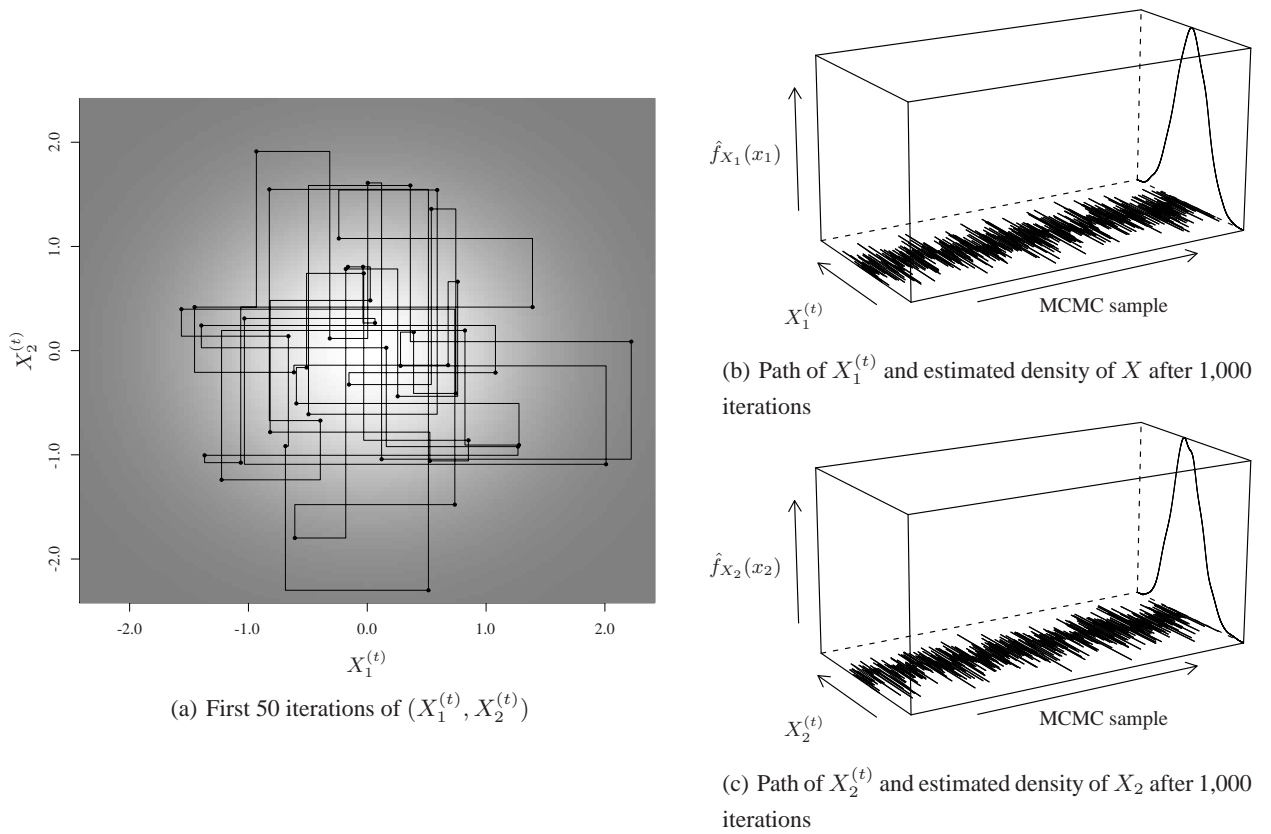 2.0
1.0
0.0
-1.0
-2.0
X_2^{(t)}
-2.0 -1.0 0.0 1.0 2.0
X_1^{(t)}
(a) First 50 iterations of (X_1^{(t)}, X_2^{(t)})
\hat{f}_{X_1}(x_1)
X_1^{(t)}
MCMC sample
(b) Path of X_1^{(t)} and estimated density of X after 1,000
iterations
\hat{f}_{X_2}(x_2)
X_2^{(t)}
MCMC sample
(c) Path of X_2^{(t)} and estimated density of X_2 after 1,000
iterations